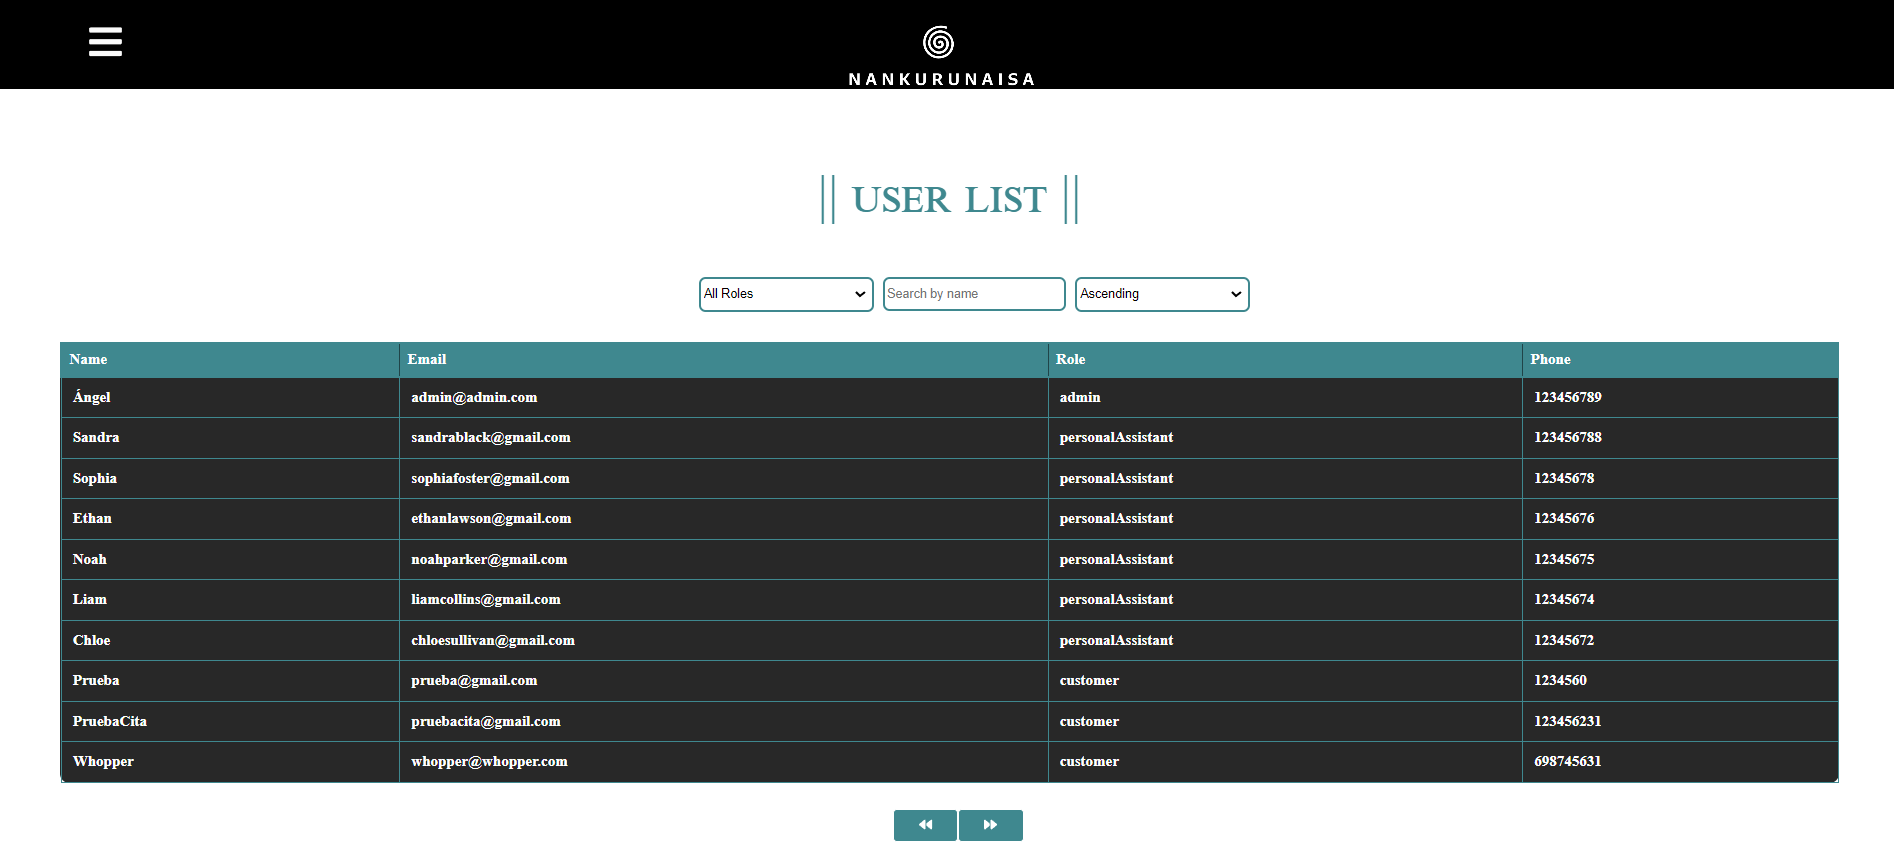 NANKURUNAISA
|| USER LIST ||
All Roles Search by name Ascending
Name Email Role Phone
Ángel admin@admin.com admin 123456789
Sandra sandrablack@gmail.com personalAssistant 123456788
Sophia sophiafoster@gmail.com personalAssistant 12345678
Ethan ethanlawson@gmail.com personalAssistant 12345676
Noah noahparker@gmail.com personalAssistant 12345675
Liam liamcollins@gmail.com personalAssistant 12345674
Chloe chloesullivan@gmail.com personalAssistant 12345672
Prueba prueba@gmail.com customer 1234560
PruebaCita pruebacita@gmail.com customer 123456231
Whopper whopper@whopper.com customer 698745631